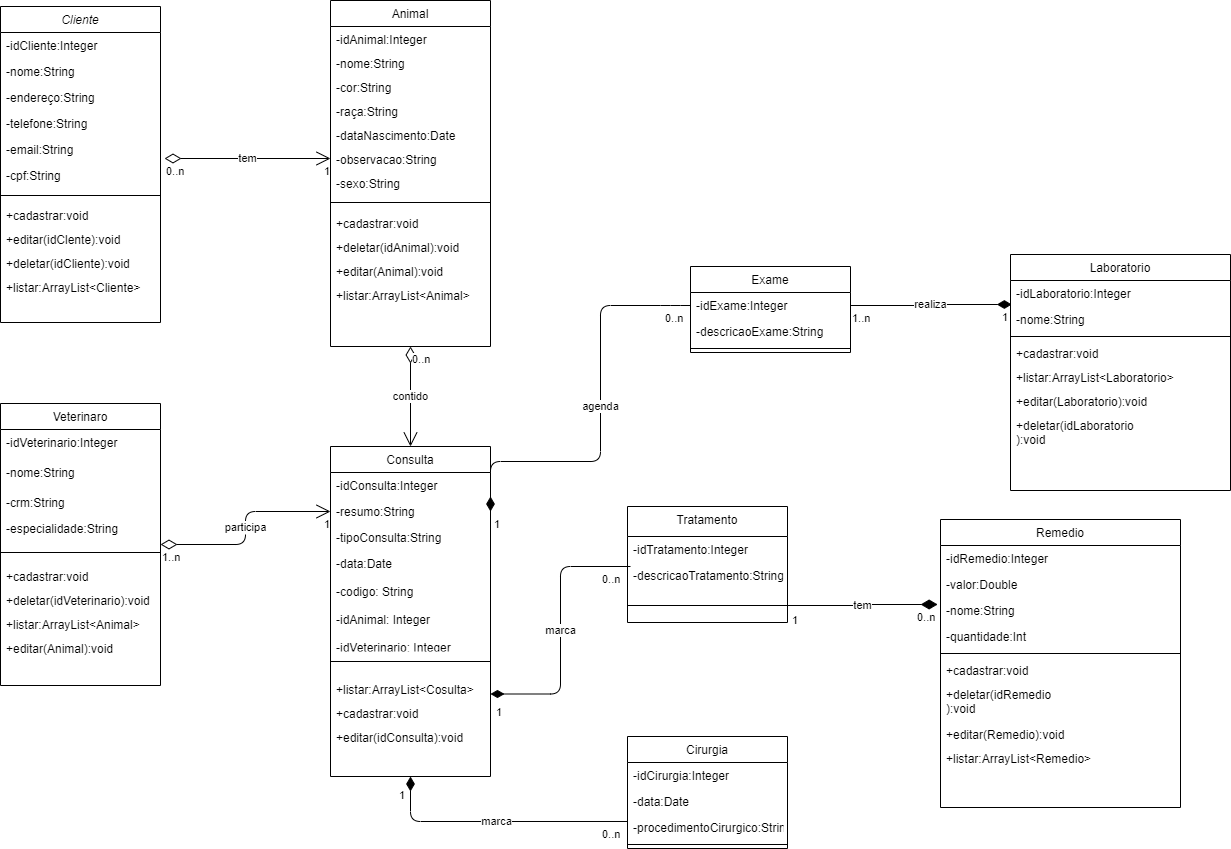 Cliente
-idCliente:Integer
-nome:String
-endereço:String
-telefone:String
-email:String
-cpf:String
+cadastrar:void
+editar(idClente):void
+deletar(idCliente):void
+listar:ArrayList<Cliente>
0..n
tem
1
Animal
-idAnimal:Integer
-nome:String
-cor:String
-raça:String
-dataNascimento:Date
-observacao:String
-sexo:String
+cadastrar:void
+deletar(idAnimal):void
+editar(Animal):void
+listar:ArrayList<Animal>
0..n
contido
Veterinaro
-idVeterinario:Integer
-nome:String
-crm:String
-especialidade:String
+cadastrar:void
+deletar(idVeterinario):void
+listar:ArrayList<Animal>
+editar(Animal):void
1..n
participa
1
Consulta
-idConsulta:Integer
-resumo:String
-tipoConsulta:String
-data:Date
-codigo: String
-idAnimal: Integer
-idVeterinario: Integer
+listar:ArrayList<Cosulta>
+cadastrar:void
+editar(idConsulta):void
1
agenda
0..n
Exame
-idExame:Integer
-descricaoExame:String
1..n
realiza
1
Laboratorio
-idLaboratorio:Integer
-nome:String
+cadastrar:void
+listar:ArrayList<Laboratorio>
+editar(Laboratorio):void
+deletar(idLaboratorio
):void
1
marca
0..n
Tratamento
-idTratamento:Integer
-descricaoTratamento:String
1
tem
0..n
Remedio
-idRemedio:Integer
-valor:Double
-nome:String
-quantidade:Int
+cadastrar:void
+deletar(idRemedio
):void
+editar(Remedio):void
+listar:ArrayList<Remedio>
1
marca
0..n
Cirurgia
-idCirurgia:Integer
-data:Date
-procedimentoCirurgico:Strin